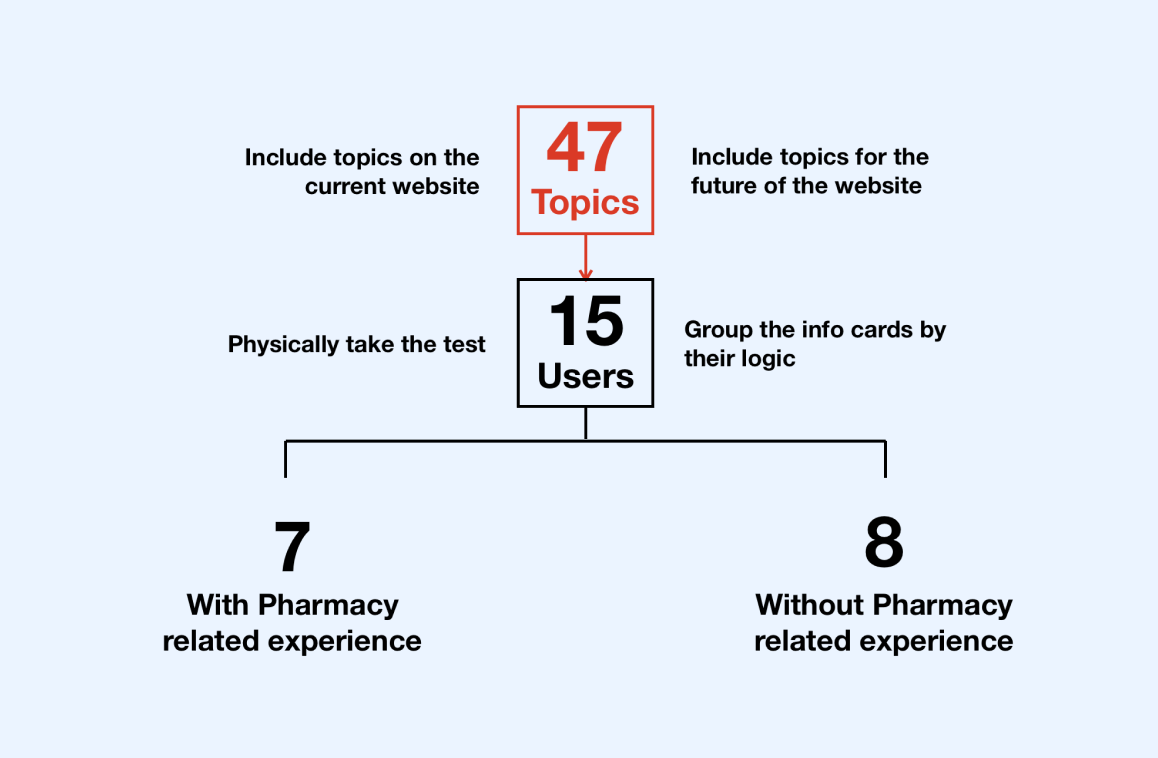 Include topics on the
current website
47
Topics
Include topics for the
future of the website
Physically take the test
15
Users
Group the info cards by
their logic
7
With Pharmacy
related experience
8
Without Pharmacy
related experience